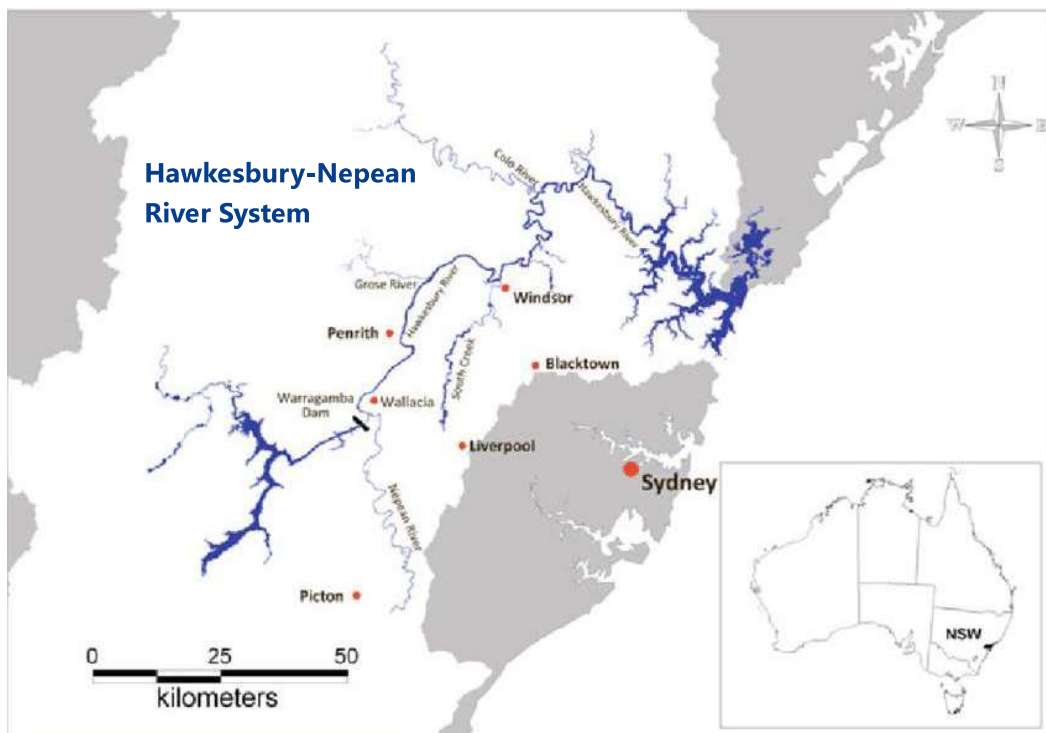 N
W E
S
Hawkesbury-Nepean
River System
Colo River
Hawkesbury River
Grose River
Hawkesbury River
Windsor
Penrith
South Creek
Blacktown
Warragamba
Dam
Wallacia
Liverpool
Sydney
Nepean River
Picton
0 25 50
kilometers
NSW